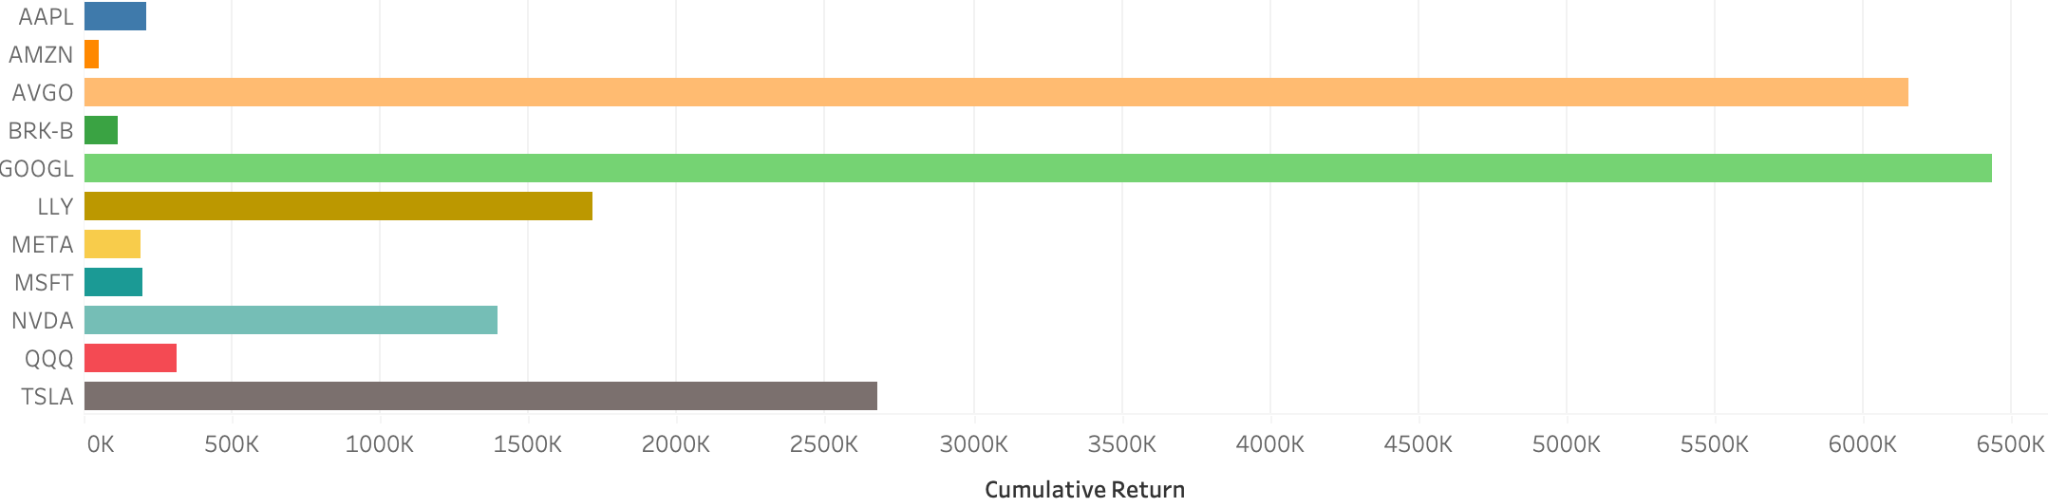 AAPL
AMZN
AVGO
BRK-B
GOOGL
LLY
META
MSFT
NVDA
QQQ
TSLA
0K 500K 1000K 1500K 2000K 2500K 3000K 3500K 4000K 4500K 5000K 5500K 6000K 6500K
Cumulative Return